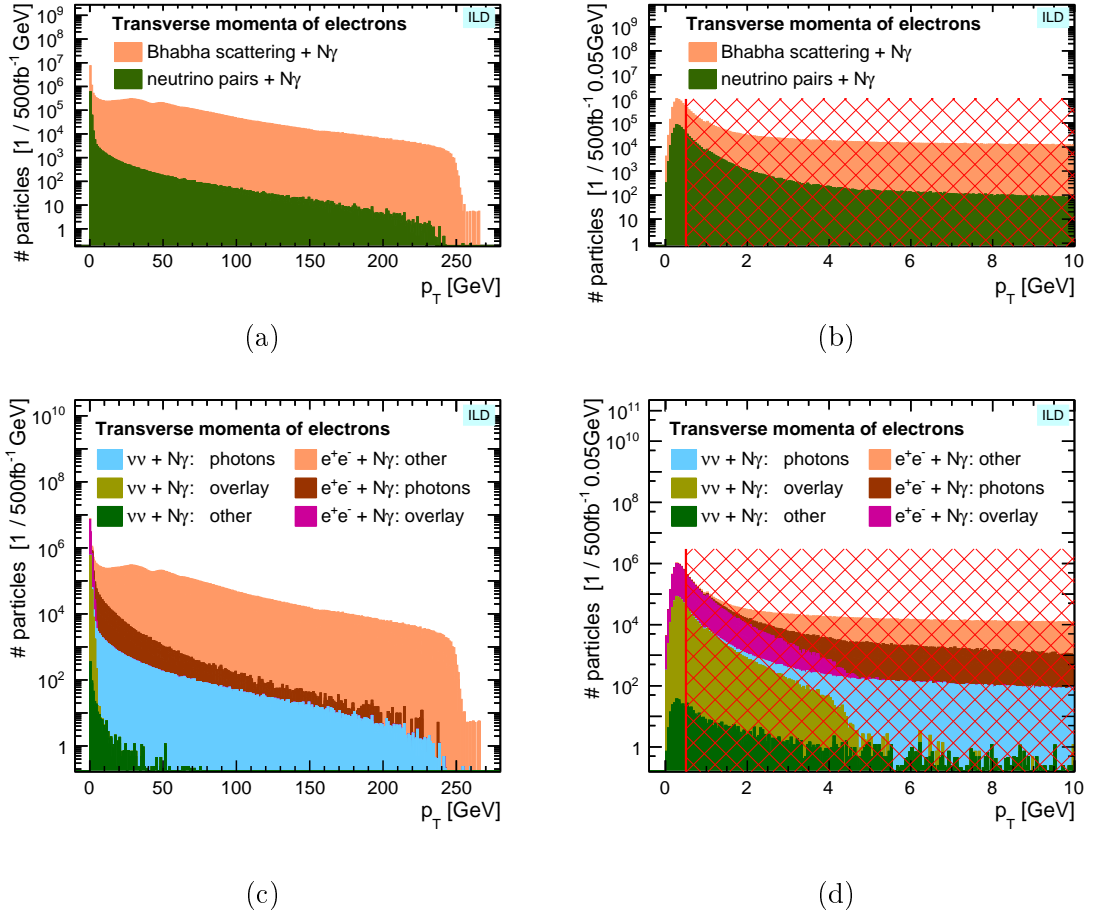 ILD
Transverse momenta of electrons
Bhabha scattering + Nγ
neutrino pairs + Nγ
# particles [1 / 500fb⁻¹ GeV]
10⁹
10⁸
10⁷
10⁶
10⁵
10⁴
10³
10²
10
1
0 50 100 150 200 250
p_T [GeV]
(a)
ILD
Transverse momenta of electrons
Bhabha scattering + Nγ
neutrino pairs + Nγ
# particles [1 / 500fb⁻¹ 0.05GeV]
10⁹
10⁸
10⁷
10⁶
10⁵
10⁴
10³
10²
10
1
0 2 4 6 8 10
p_T [GeV]
(b)
ILD
Transverse momenta of electrons
νν + Nγ: photons e⁺e⁻ + Nγ: other
νν + Nγ: overlay e⁺e⁻ + Nγ: photons
νν + Nγ: other e⁺e⁻ + Nγ: overlay
# particles [1 / 500fb⁻¹ GeV]
10¹⁰
10⁸
10⁶
10⁴
10²
1
0 50 100 150 200 250
p_T [GeV]
(c)
ILD
Transverse momenta of electrons
νν + Nγ: photons e⁺e⁻ + Nγ: other
νν + Nγ: overlay e⁺e⁻ + Nγ: photons
νν + Nγ: other e⁺e⁻ + Nγ: overlay
# particles [1 / 500fb⁻¹ 0.05GeV]
10¹¹
10¹⁰
10⁸
10⁶
10⁴
10²
1
0 2 4 6 8 10
p_T [GeV]
(d)